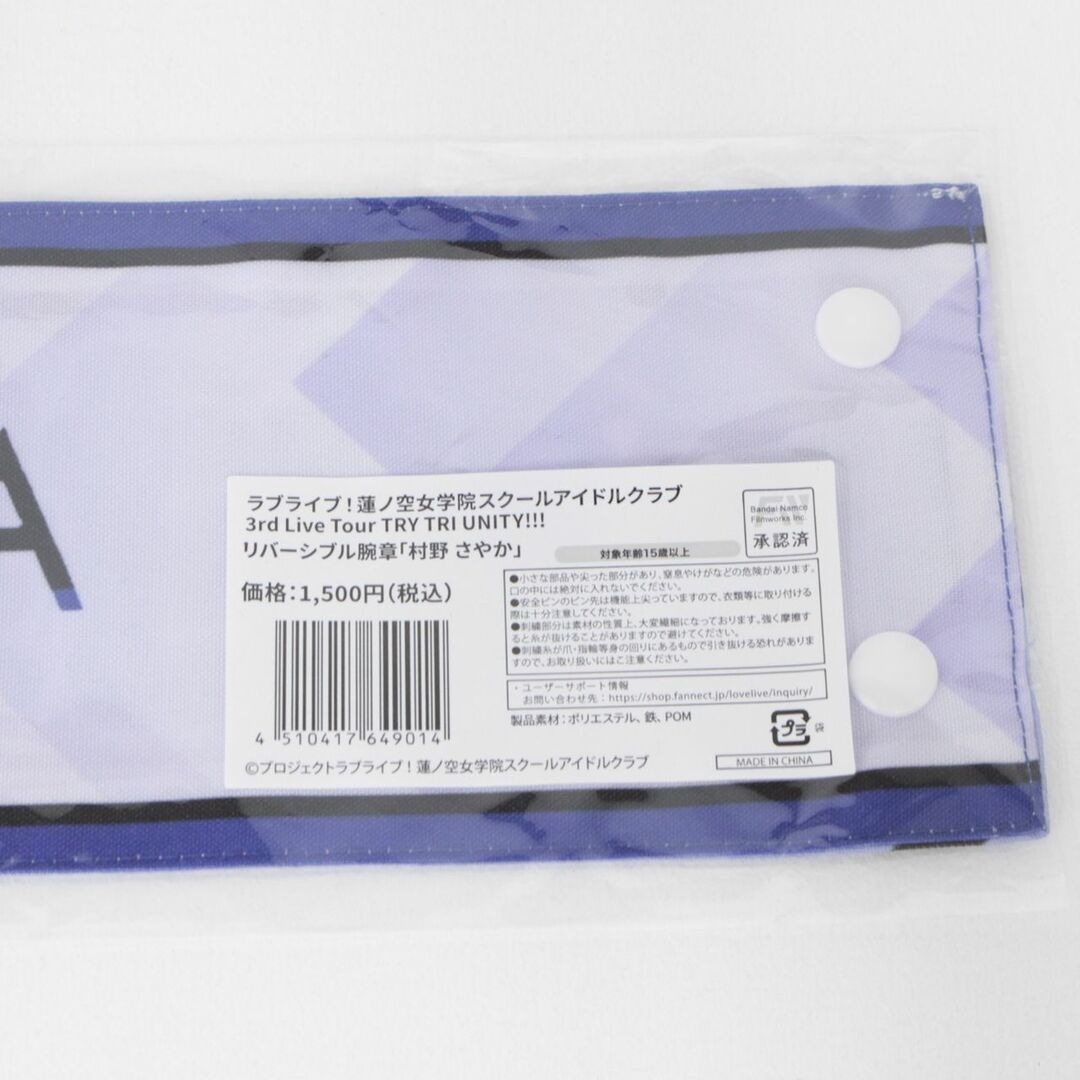 A
ラブライブ！蓮ノ空女学院スクールアイドルクラブ
3rd Live Tour TRY TRI UNITY!!!
リバーシブル腕章「村野 さやか」
対象年齢15歳以上
Bandai Namco
Filmworks Inc.
承認済
価格：1,500円（税込）
●小さな部品や尖った部分があり、窒息やけがなどの危険があります。
口の中には絶対に入れないでください。
●安全ピンのピン先は機能上尖っていますので、衣類等に取り付ける
際は十分注意してください。
●刺繍部分は素材の性質上、大変繊細になっております。強く摩擦す
ると糸が抜けることがありますので避けてください。
●刺繍糸が爪・指輪等身の回りにあるもので引き抜ける恐れがありま
すので、お取り扱いにはご注意ください。
・ユーザーサポート情報
お問い合わせ先：https://shop.fannect.jp/lovelive/inquiry/
製品素材：ポリエステル、鉄、POM
プラ
袋
4 510417 649014
©プロジェクトラブライブ！蓮ノ空女学院スクールアイドルクラブ
MADE IN CHINA